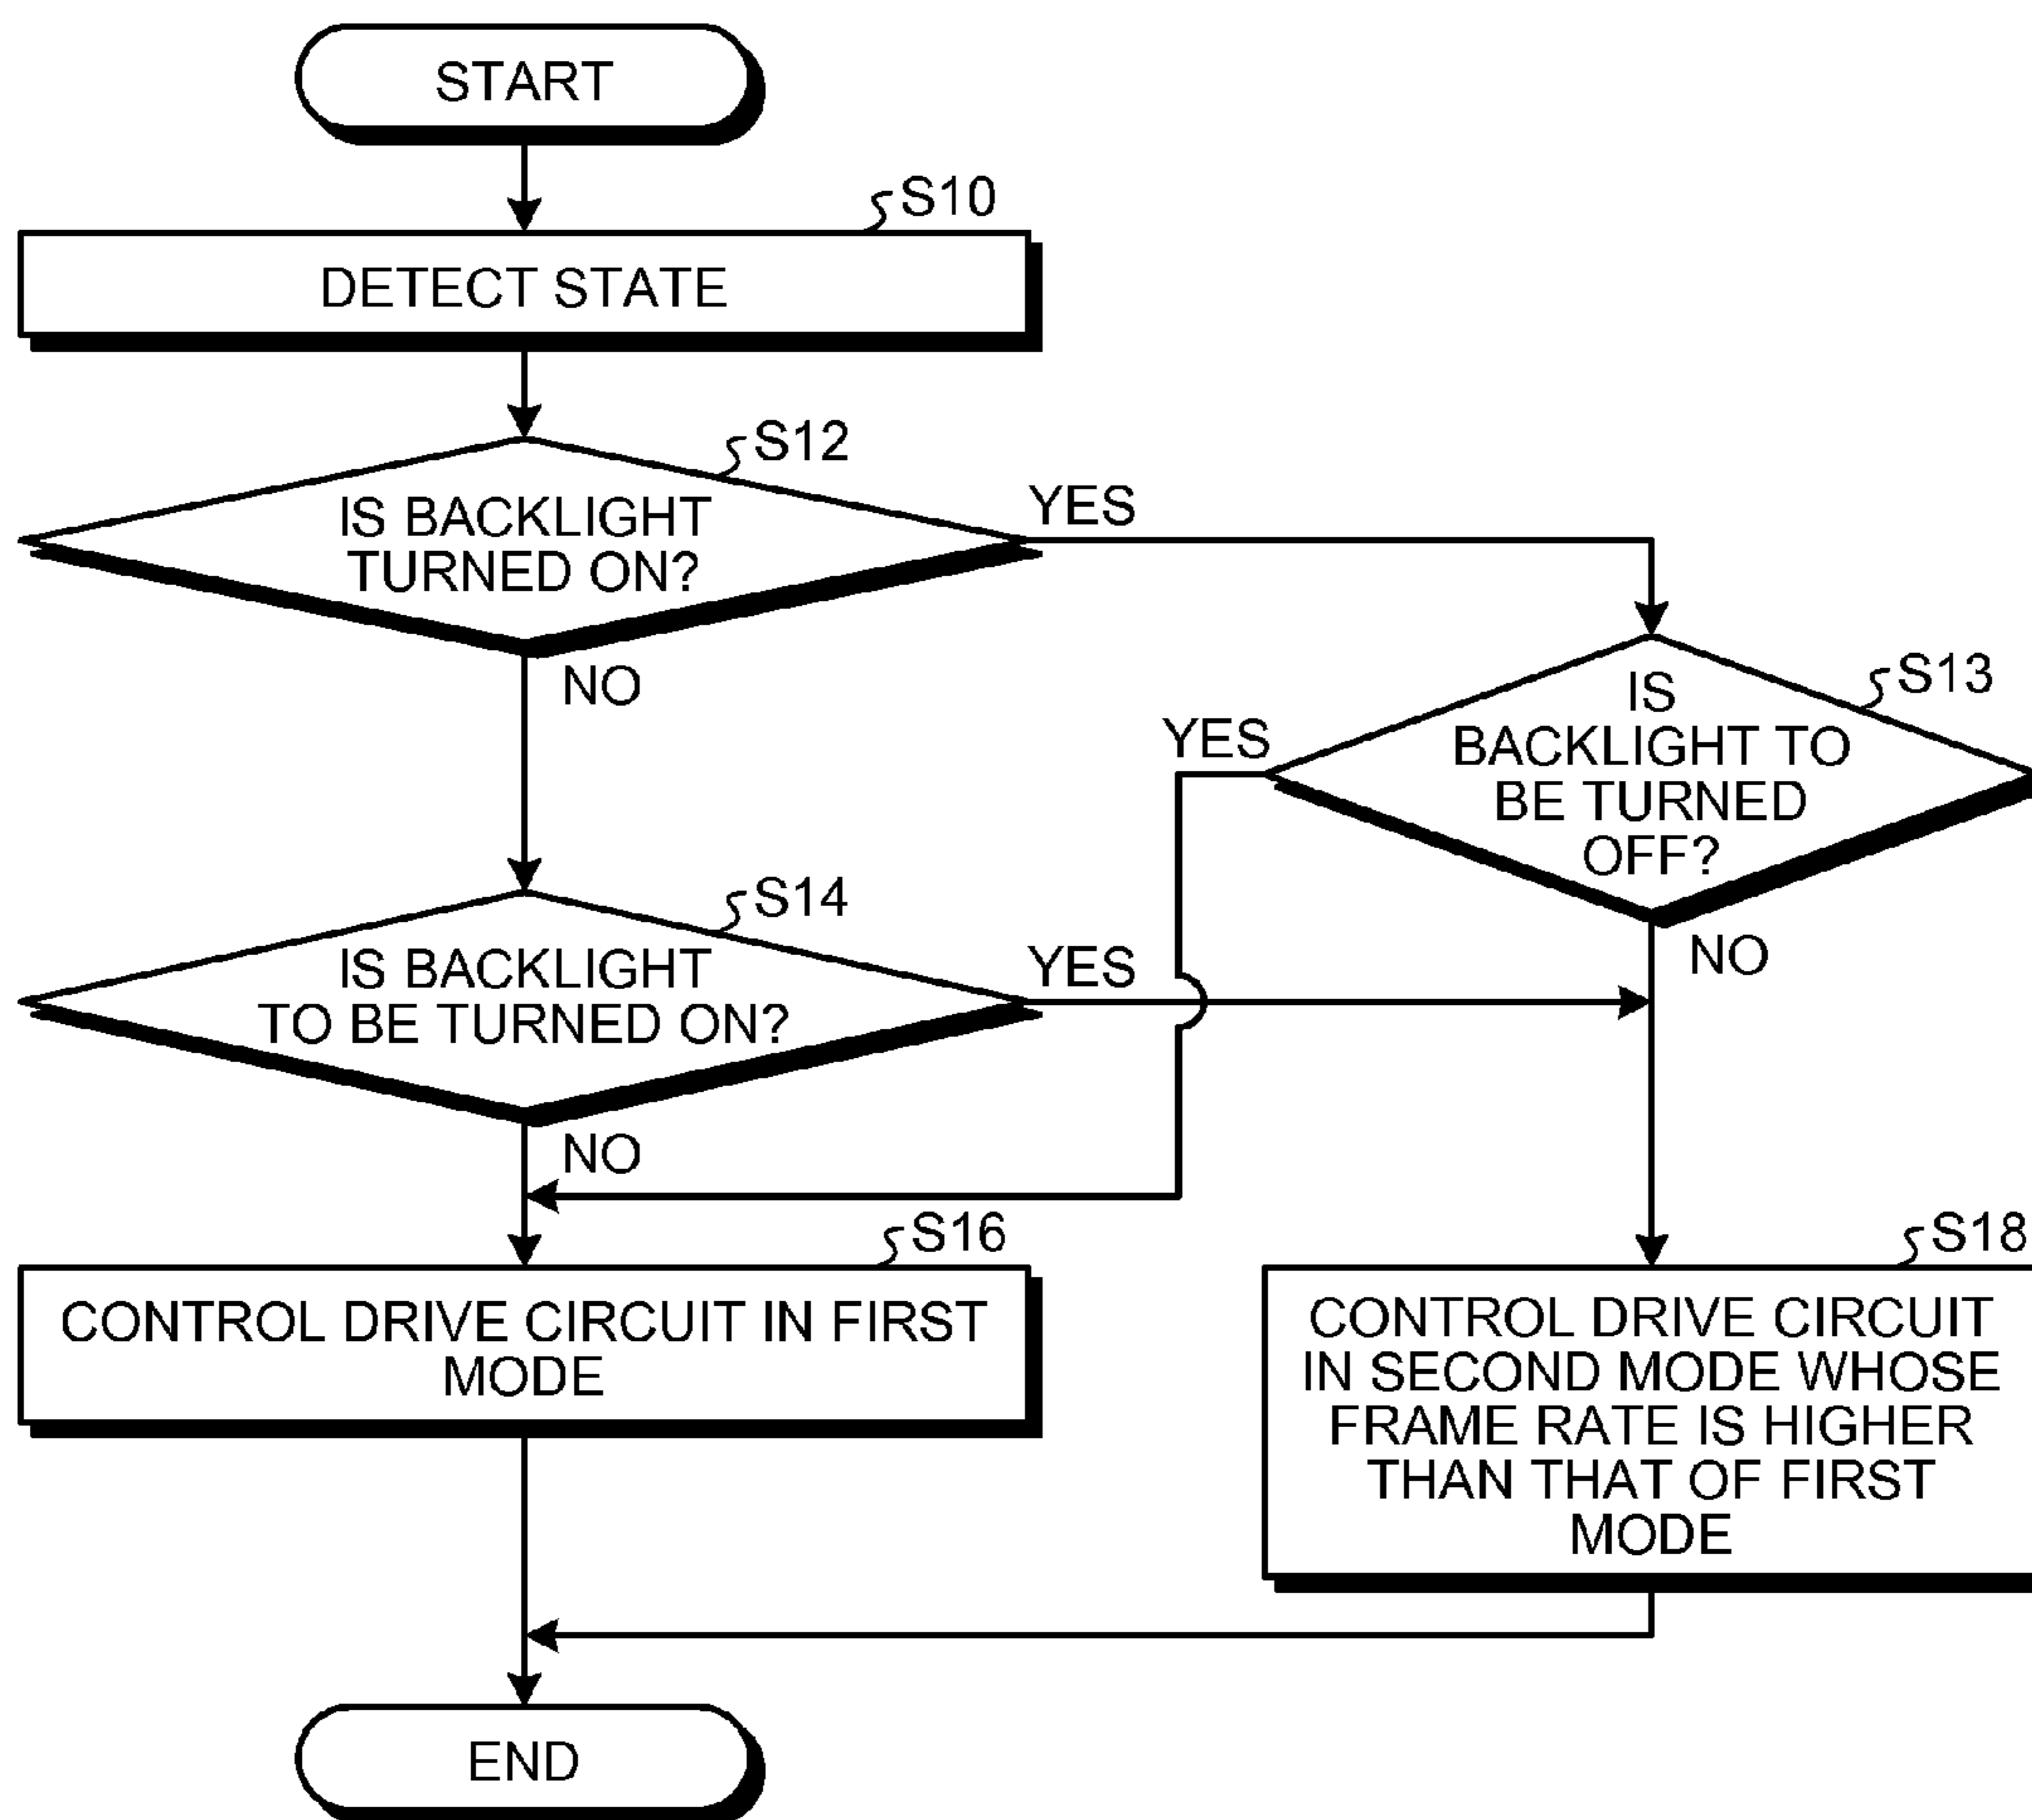 START
S10
DETECT STATE
S12
IS BACKLIGHT
TURNED ON?
YES
NO
S13
IS
BACKLIGHT TO
BE TURNED
OFF?
YES
NO
S14
IS BACKLIGHT
TO BE TURNED ON?
YES
NO
S16
CONTROL DRIVE CIRCUIT IN FIRST
MODE
S18
CONTROL DRIVE CIRCUIT
IN SECOND MODE WHOSE
FRAME RATE IS HIGHER
THAN THAT OF FIRST
MODE
END